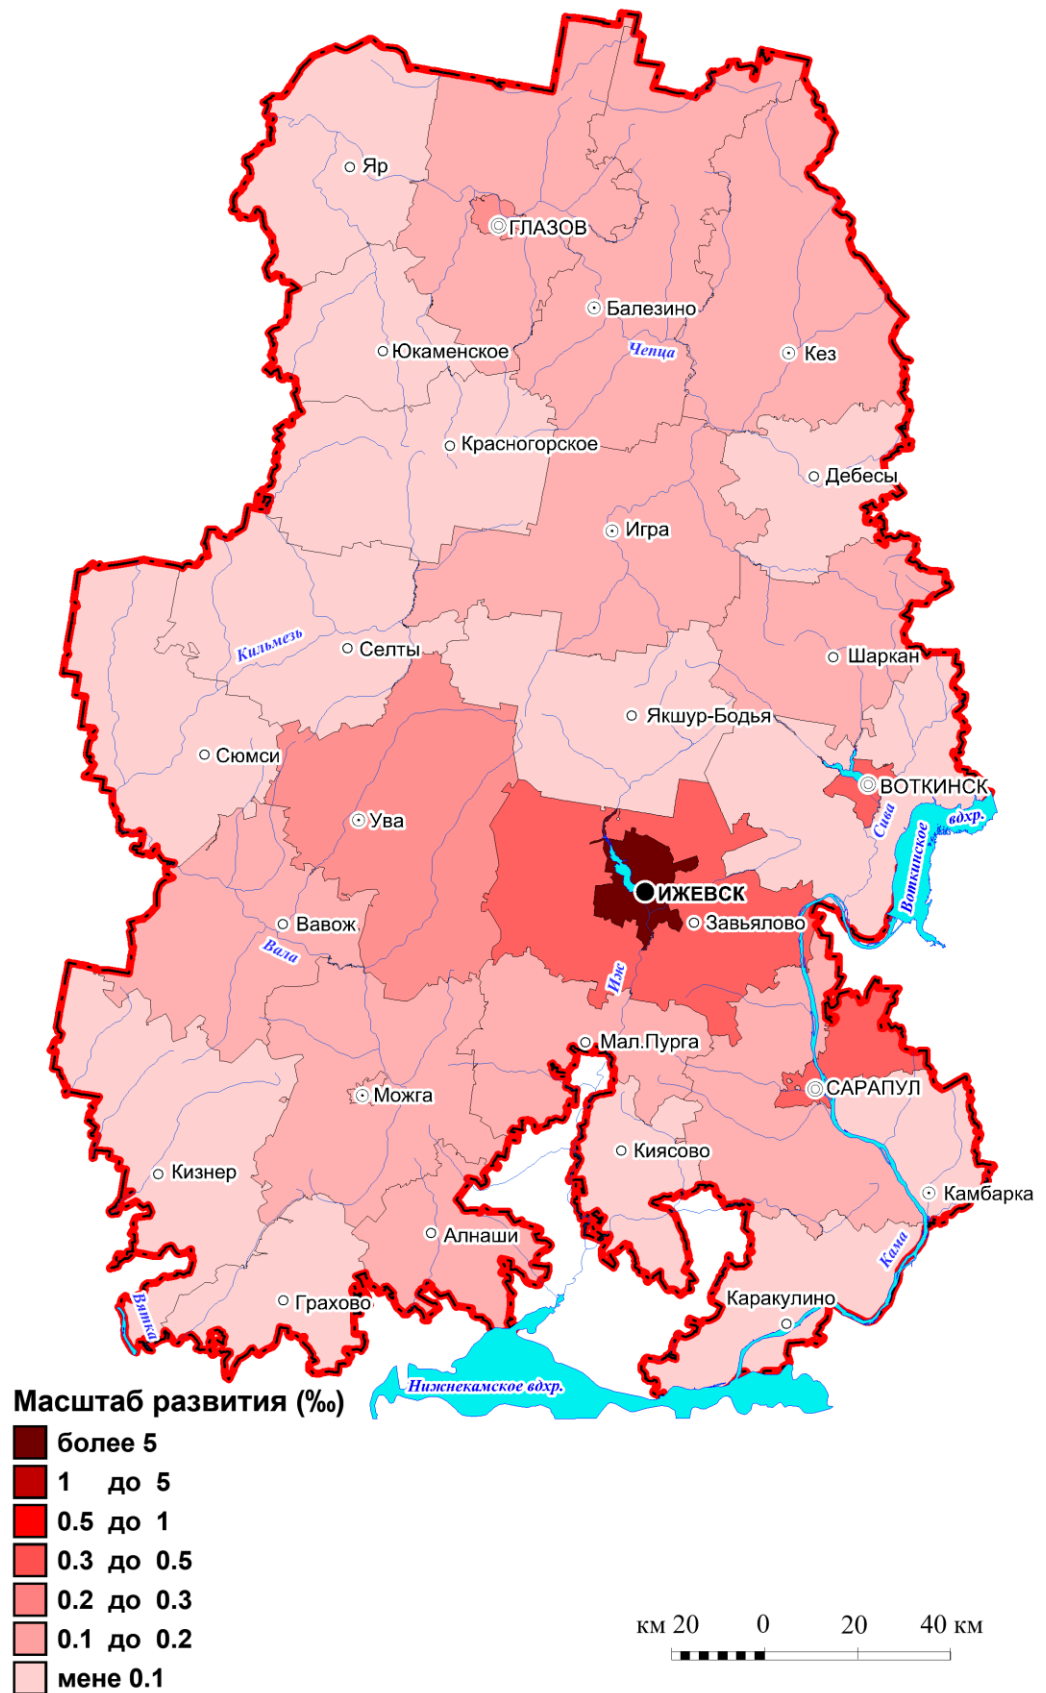 Яр
ГЛАЗОВ
Балезино
Чепца
Юкаменское
Кез
Красногорское
Дебесы
Игра
Кильмезь
Селты
Шаркан
Якшур-Бодья
Сюмси
ВОТКИНСК
Сива
Воткинское
вдхр.
Ува
ИЖЕВСК
Завьялово
Вавож
Вала
Иж
Мал.Пурга
САРАПУЛ
Можга
Киясово
Кизнер
Камбарка
Алнаши
Кама
Вятка
Грахово
Каракулино
Нижнекамское вдхр.
Масштаб развития (‰)
более 5
1 до 5
0.5 до 1
0.3 до 0.5
0.2 до 0.3
0.1 до 0.2
мене 0.1
км 20 0 20 40 км